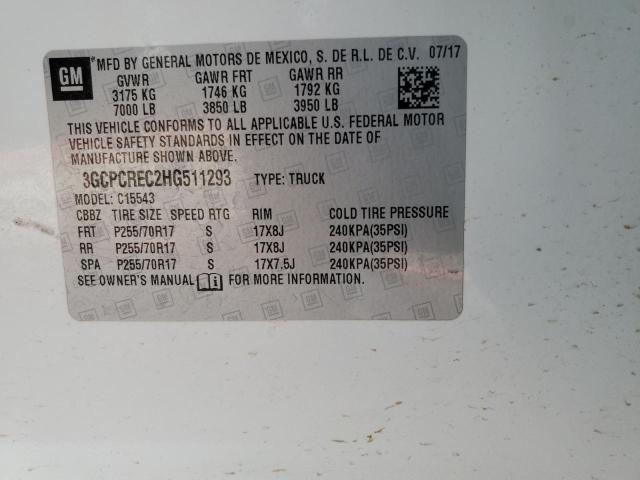 GM
*MFD BY GENERAL MOTORS DE MEXICO, S. DE R.L. DE C.V. 07/17
GVWR GAWR FRT GAWR RR
3175 KG 1746 KG 1792 KG
7000 LB 3850 LB 3950 LB
THIS VEHICLE CONFORMS TO ALL APPLICABLE U.S. FEDERAL MOTOR
VEHICLE SAFETY STANDARDS IN EFFECT ON THE DATE OF
MANUFACTURE SHOWN ABOVE.
3GCPCREC2HG511293 TYPE: TRUCK
MODEL: C15543
CBBZ TIRE SIZE SPEED RTG RIM COLD TIRE PRESSURE
FRT P255/70R17 S 17X8J 240KPA(35PSI)
RR P255/70R17 S 17X8J 240KPA(35PSI)
SPA P255/70R17 S 17X7.5J 240KPA(35PSI)
SEE OWNER'S MANUAL FOR MORE INFORMATION.